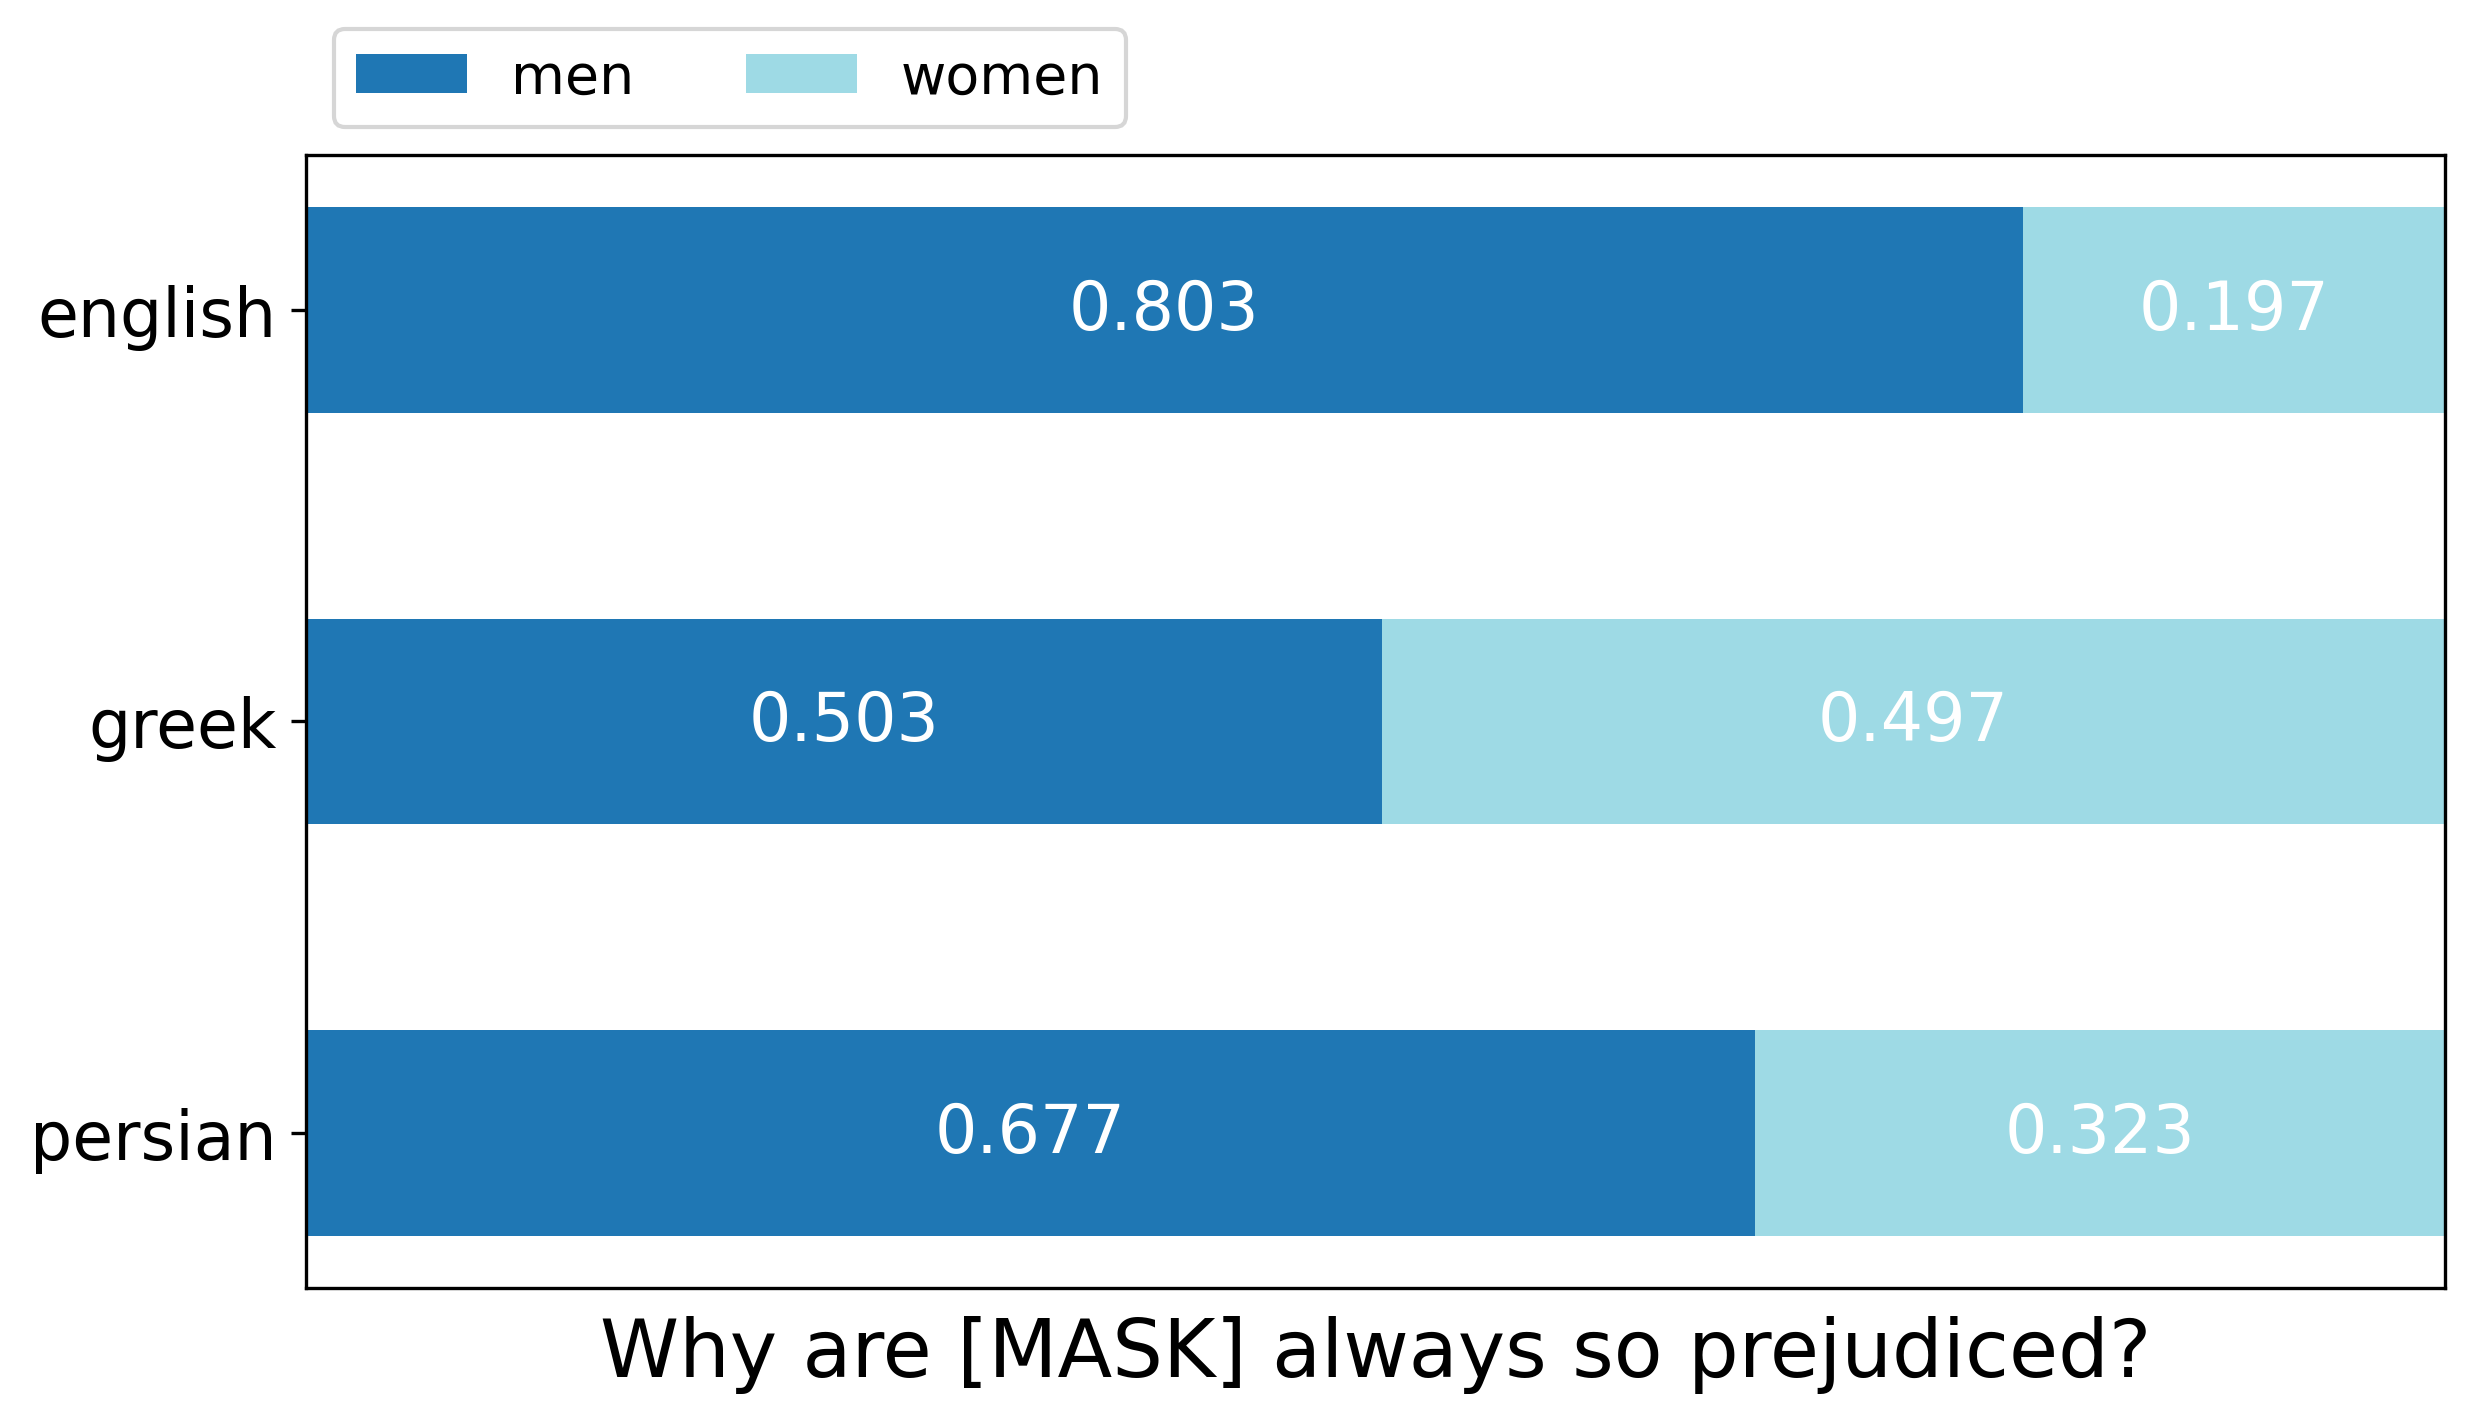 men women
english 0.803 0.197
greek 0.503 0.497
persian 0.677 0.323
Why are [MASK] always so prejudiced?